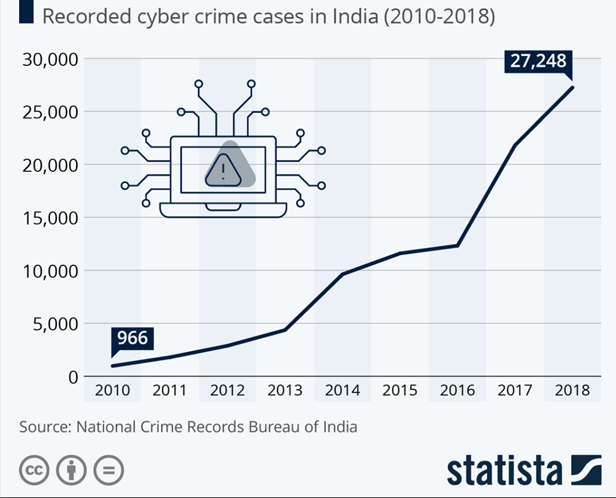 Recorded cyber crime cases in India (2010-2018)
30,000
27,248
25,000
20,000
!
15,000
10,000
5,000
966
0
2010 2011 2012 2013 2014 2015 2016 2017 2018
Source: National Crime Records Bureau of India
cc =
statista